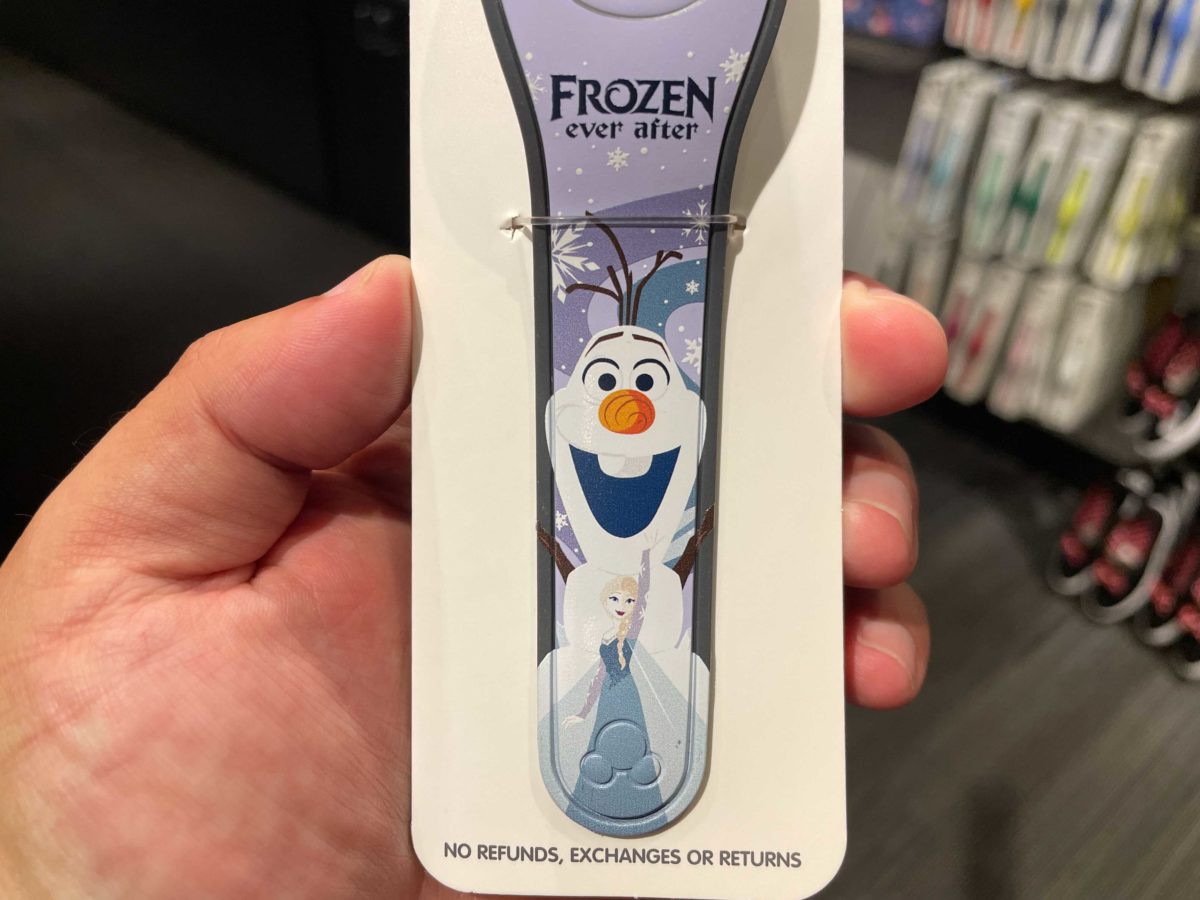 FROZEN
ever after
NO REFUNDS, EXCHANGES OR RETURNS